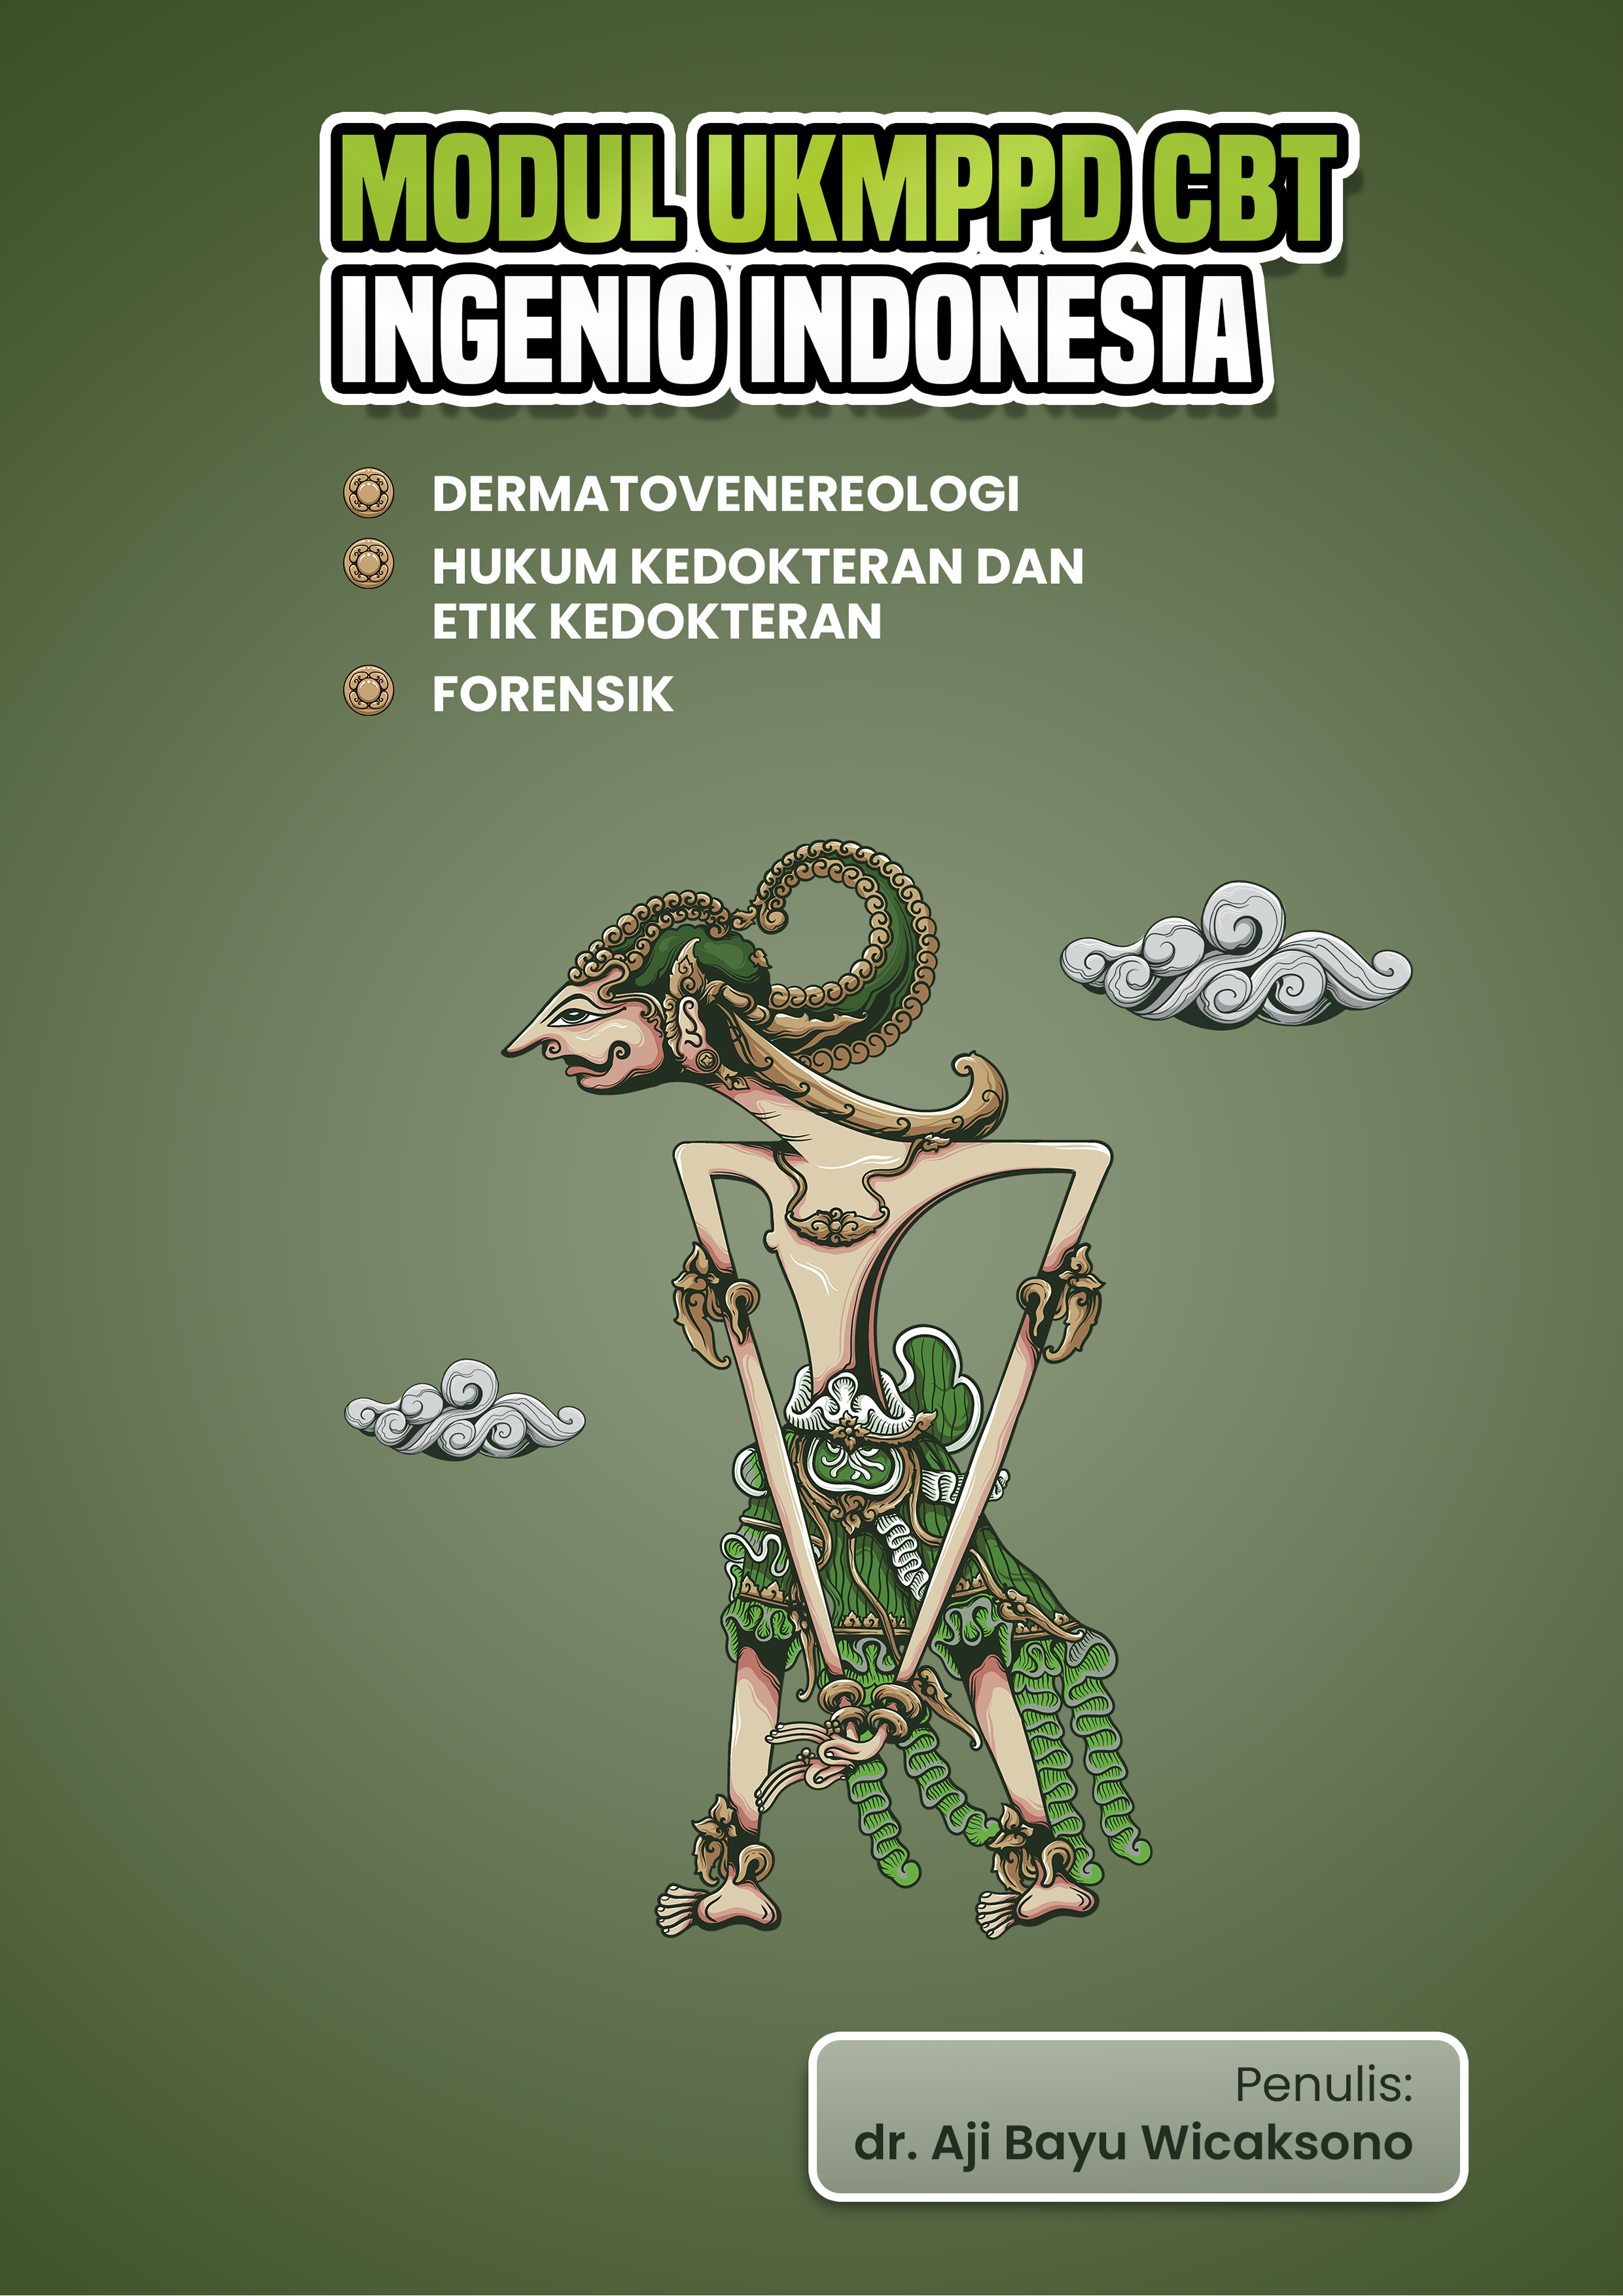 MODUL UKMPPD CBT
INGENIO INDONESIA
DERMATOVENEREOLOGI
HUKUM KEDOKTERAN DAN
ETIK KEDOKTERAN
FORENSIK
Penulis:
dr. Aji Bayu Wicaksono